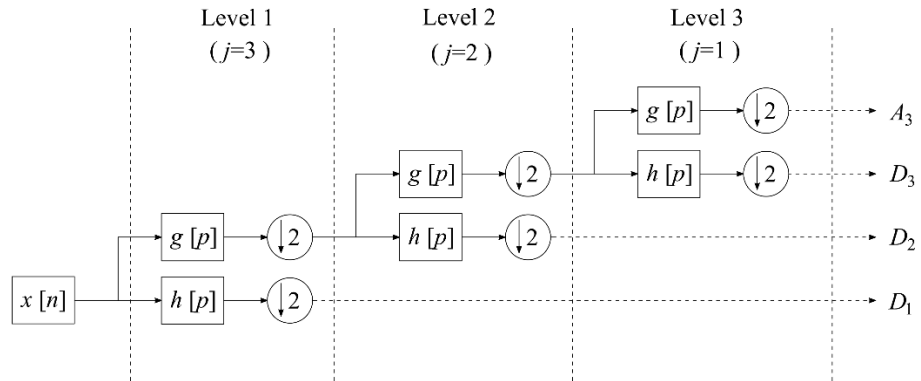 Level 1 Level 2 Level 3
(j=3) (j=2) (j=1)
g [p] ↓2 A₃
g [p] ↓2 h [p] ↓2 D₃
g [p] ↓2 h [p] ↓2 D₂
x [n] h [p] ↓2 D₁